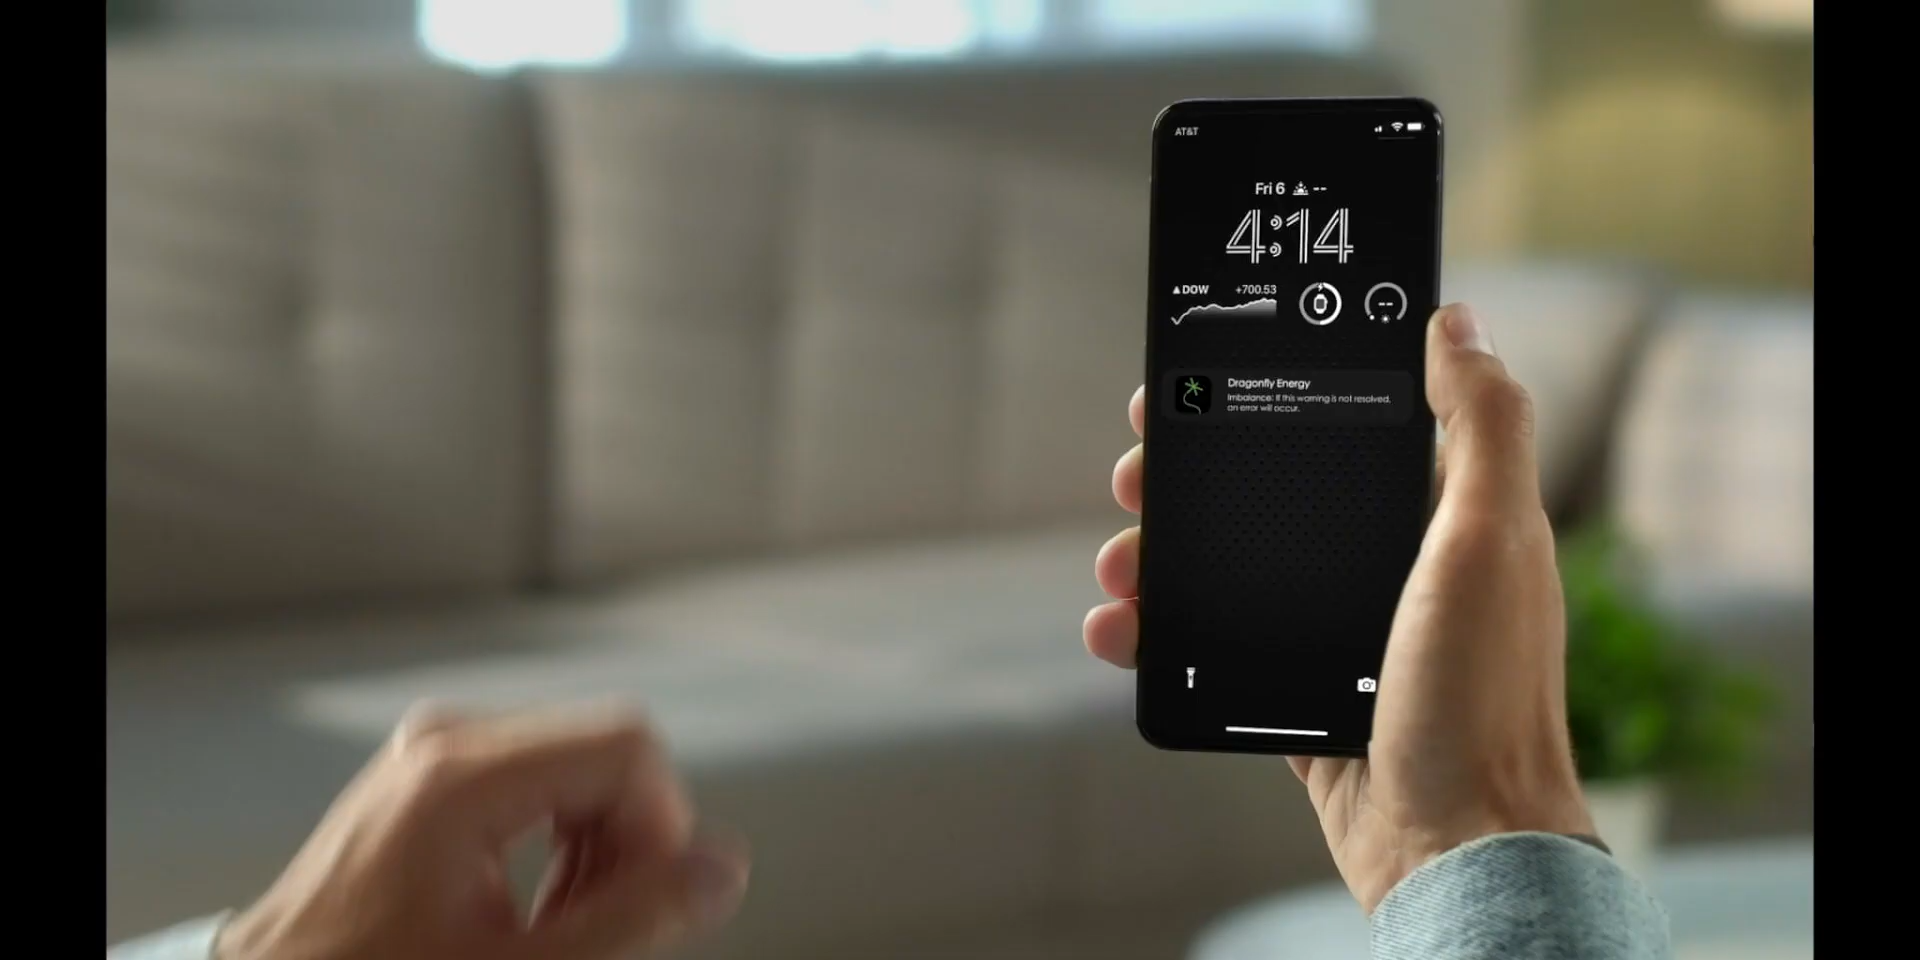 AT&T
Fri 6 --
4:14
▲DOW +700.53
--
Dragonfly Energy
Imbalance: If this warning is not resolved,
an error will occur.